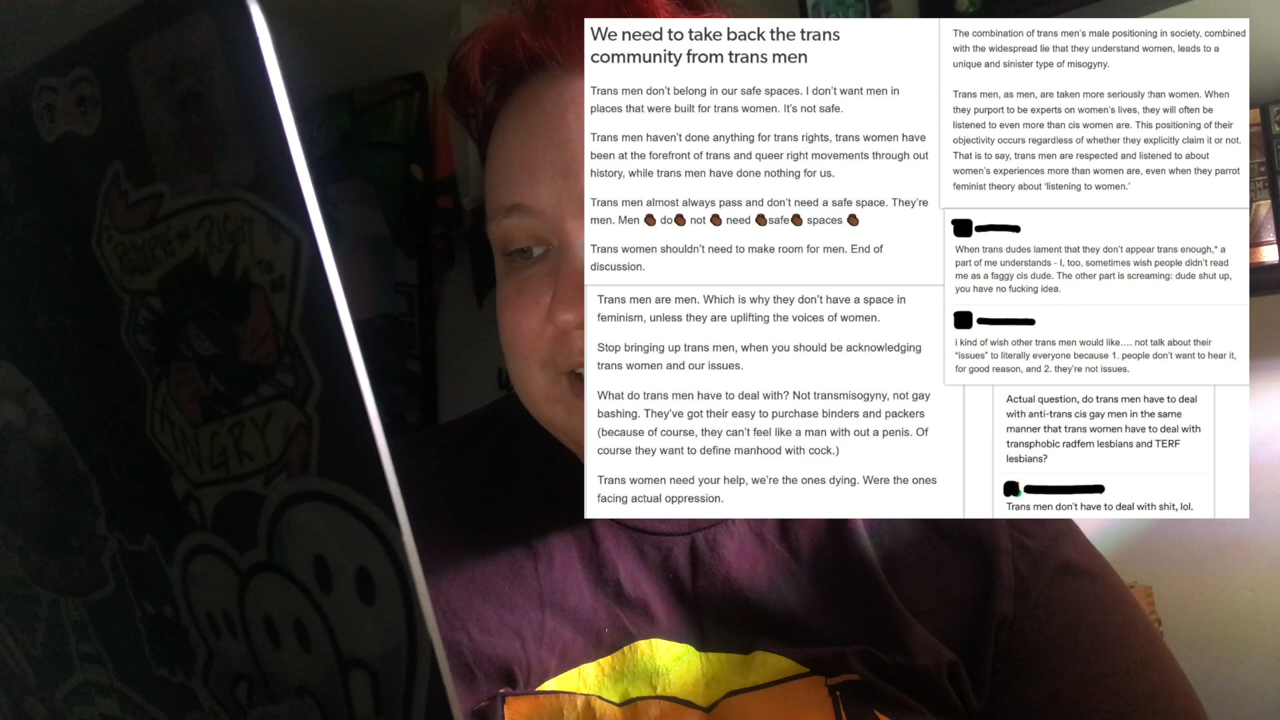 We need to take back the trans
community from trans men
Trans men don’t belong in our safe spaces. I don’t want men in
places that were built for trans women. It’s not safe.
Trans men haven’t done anything for trans rights, trans women have
been at the forefront of trans and queer right movements through out
history, while trans men have done nothing for us.
Trans men almost always pass and don’t need a safe space. They’re
men. Men 👏🏾 do 👏🏾 not 👏🏾 need 👏🏾 safe 👏🏾 spaces 👏🏾
Trans women shouldn’t need to make room for men. End of
discussion.
Trans men are men. Which is why they don’t have a space in
feminism, unless they are uplifting the voices of women.
Stop bringing up trans men, when you should be acknowledging
trans women and our issues.
What do trans men have to deal with? Not transmisogyny, not gay
bashing. They’ve got their easy to purchase binders and packers
(because of course, they can’t feel like a man with out a penis. Of
course they want to define manhood with cock.)
Trans women need your help, we’re the ones dying. Were the ones
facing actual oppression.
The combination of trans men’s male positioning in society, combined
with the widespread lie that they understand women, leads to a
unique and sinister type of misogyny.
Trans men, as men, are taken more seriously than women. When
they purport to be experts on women’s lives, they will often be
listened to even more than cis women are. This positioning of their
objectivity occurs regardless of whether they explicitly claim it or not.
That is to say, trans men are respected and listened to about
women’s experiences more than women are, even when they parrot
feminist theory about ‘listening to women.’
When trans dudes lament that they don’t appear trans enough,* a
part of me understands - I, too, sometimes wish people didn’t read
me as a faggy cis dude. The other part is screaming: dude shut up,
you have no fucking idea.
i kind of wish other trans men would like.... not talk about their
“issues” to literally everyone because 1. people don’t want to hear it,
for good reason, and 2. they’re not issues.
Actual question, do trans men have to deal
with anti-trans cis gay men in the same
manner that trans women have to deal with
transphobic radfem lesbians and TERF
lesbians?
Trans men don’t have to deal with shit, lol.
ANGRY